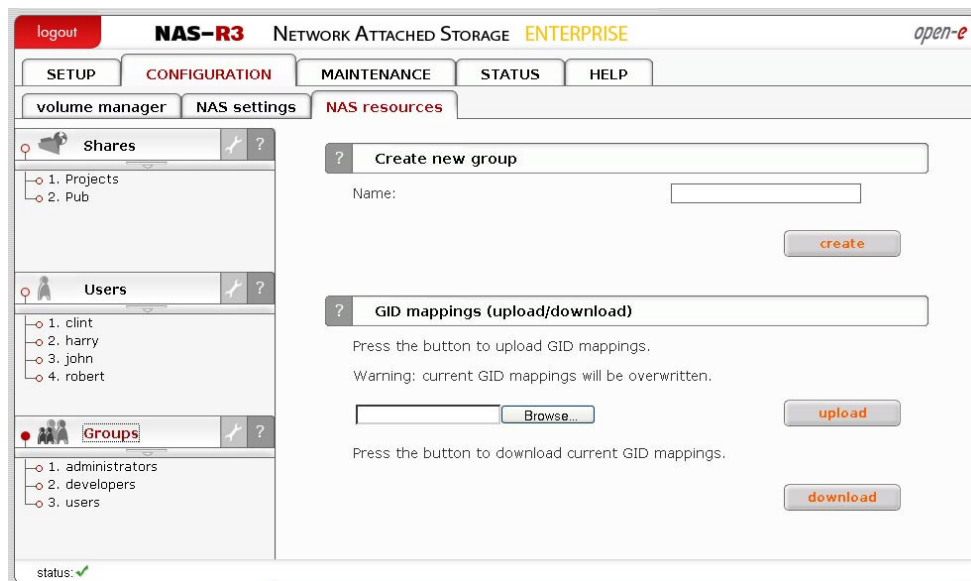 logout NAS-R3 NETWORK ATTACHED STORAGE ENTERPRISE open-e
SETUP CONFIGURATION MAINTENANCE STATUS HELP
volume manager NAS settings NAS resources
Shares ?
1. Projects
2. Pub
Users ?
1. clint
2. harry
3. john
4. robert
Groups ?
1. administrators
2. developers
3. users
? Create new group
Name:
create
? GID mappings (upload/download)
Press the button to upload GID mappings.
Warning: current GID mappings will be overwritten.
Browse... upload
Press the button to download current GID mappings.
download
status: